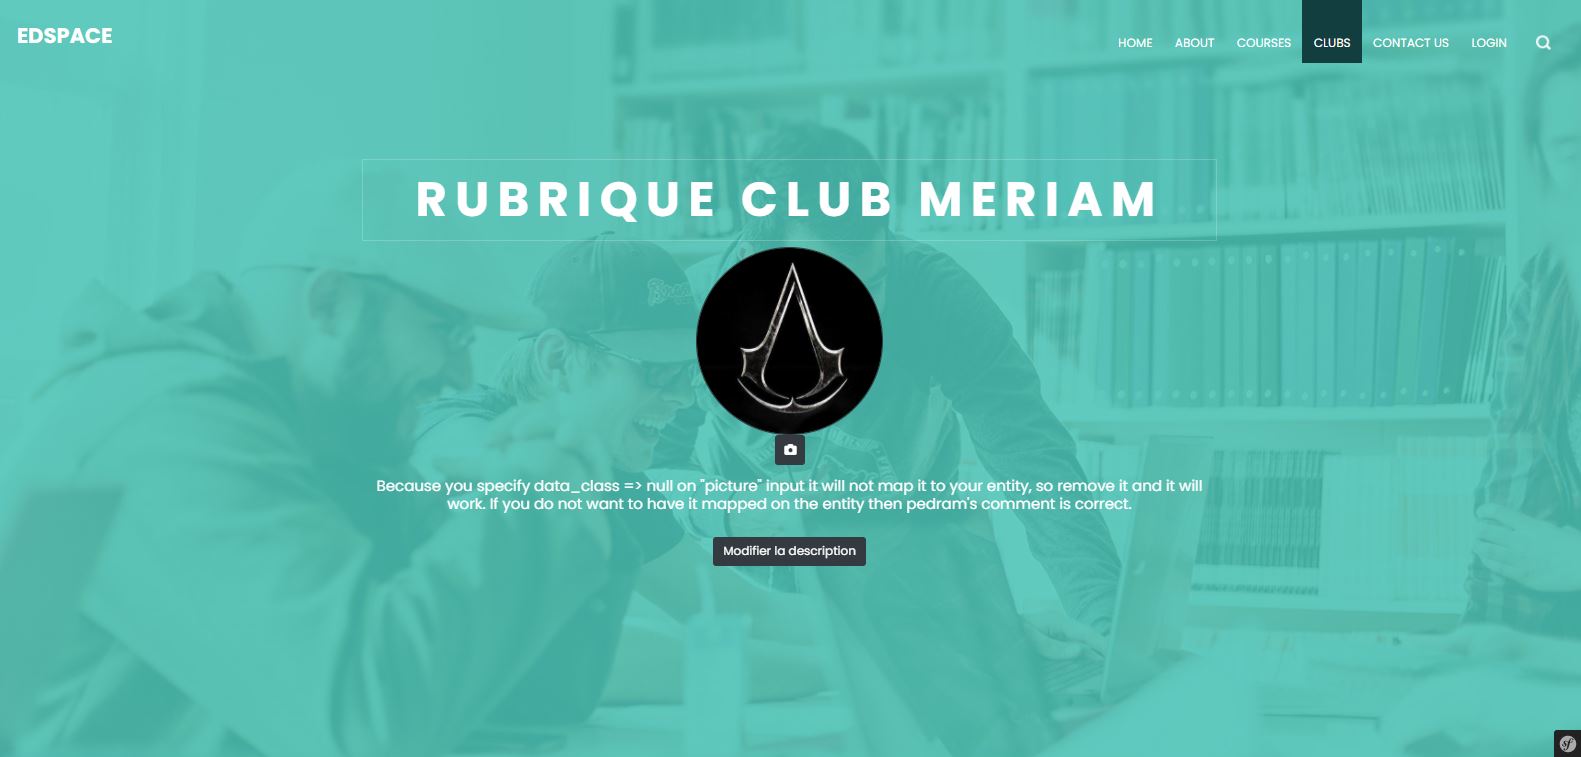 EDSPACE
HOME ABOUT COURSES CLUBS CONTACT US LOGIN
RUBRIQUE CLUB MERIAM
Because you specify data_class => null on "picture" input it will not map it to your entity, so remove it and it will
work. If you do not want to have it mapped on the entity then pedram's comment is correct.
Modifier la description
sf